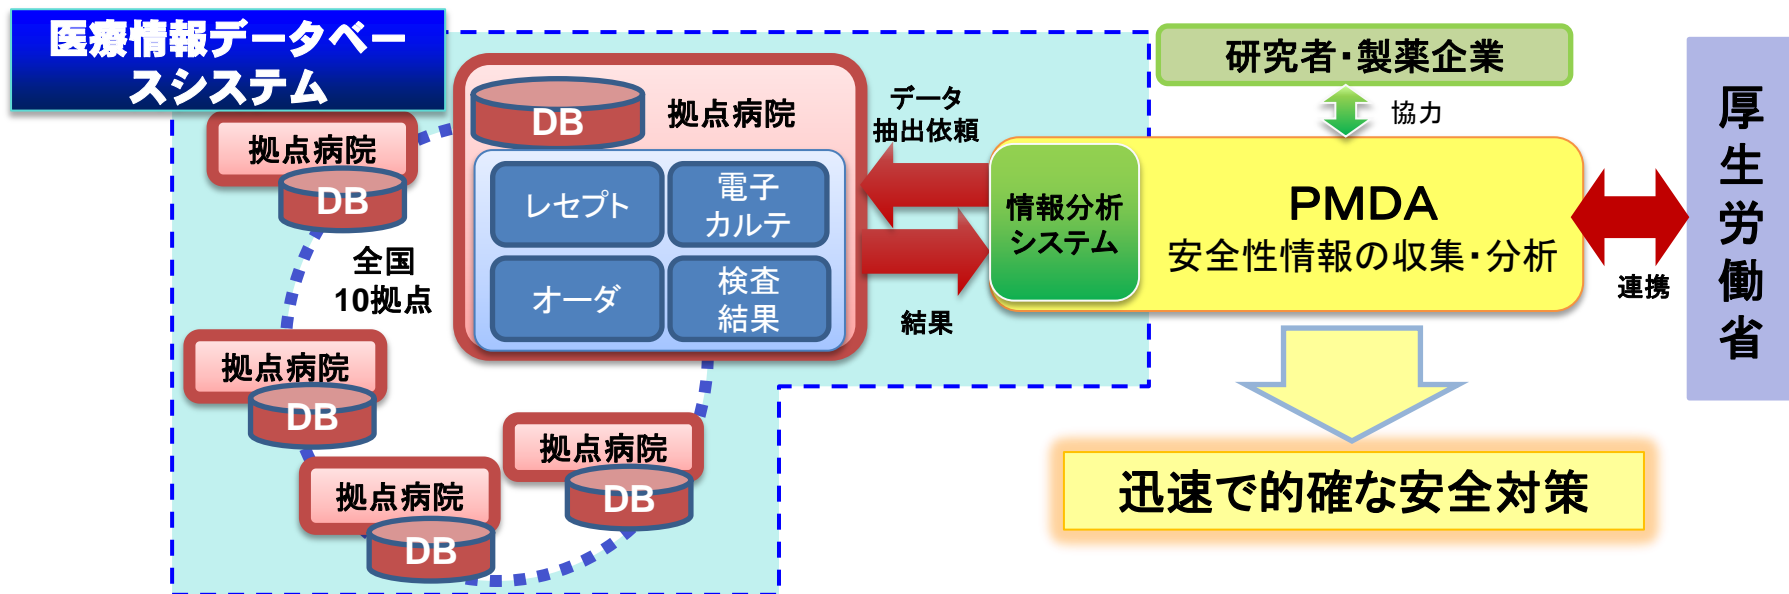 医療情報データベー
スシステム
拠点病院
DB
全国
10拠点
拠点病院
DB
拠点病院
DB
拠点病院
DB
DB
拠点病院
レセプト
電子
カルテ
オーダ
検査
結果
データ
抽出依頼
結果
情報分析
システム
研究者・製薬企業
協力
PMDA
安全性情報の収集・分析
連携
厚生労働省
迅速で的確な安全対策